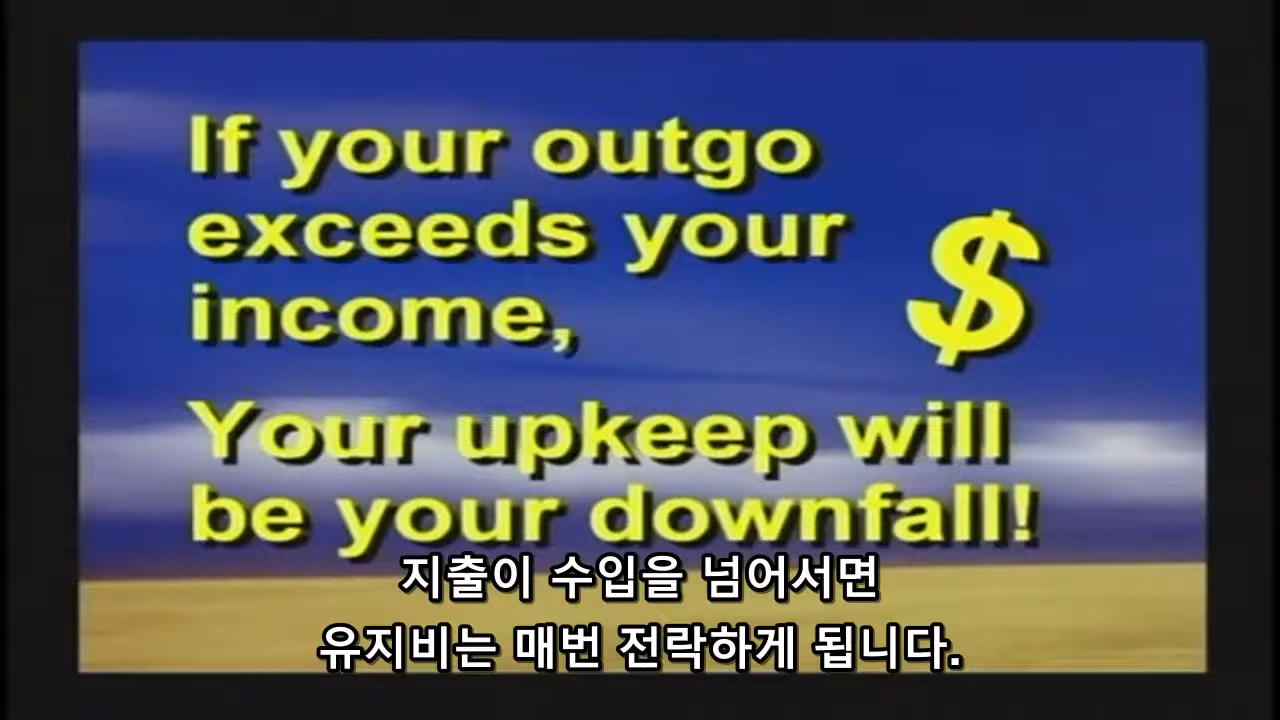 If your outgo
exceeds your
income,
$
Your upkeep will
be your downfall!
지출이 수입을 넘어서면
유지비는 매번 전락하게 됩니다.